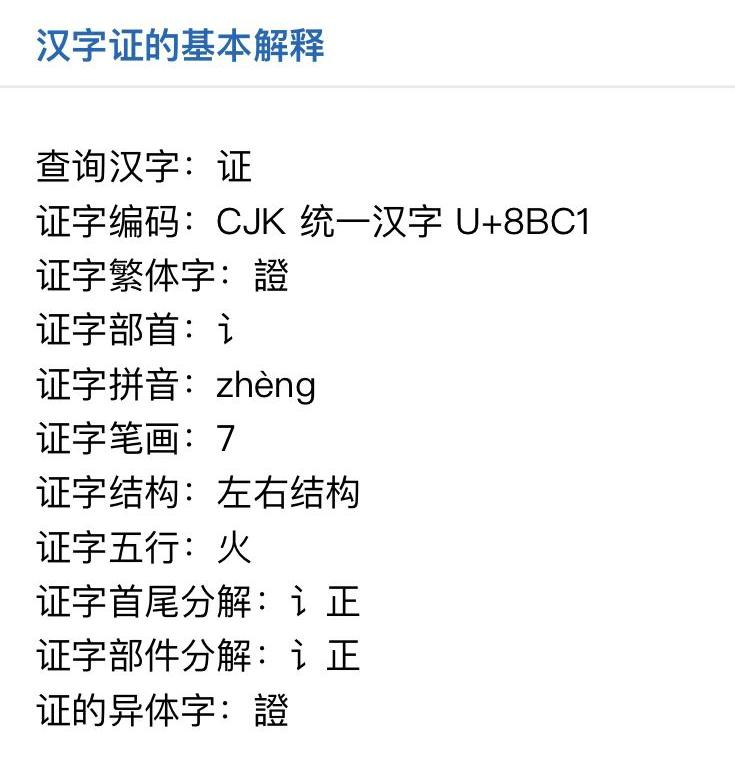 汉字证的基本解释
查询汉字：证
证字编码：CJK 统一汉字 U+8BC1
证字繁体字：證
证字部首：讠
证字拼音：zhèng
证字笔画：7
证字结构：左右结构
证字五行：火
证字首尾分解：讠正
证字部件分解：讠正
证的异体字：證